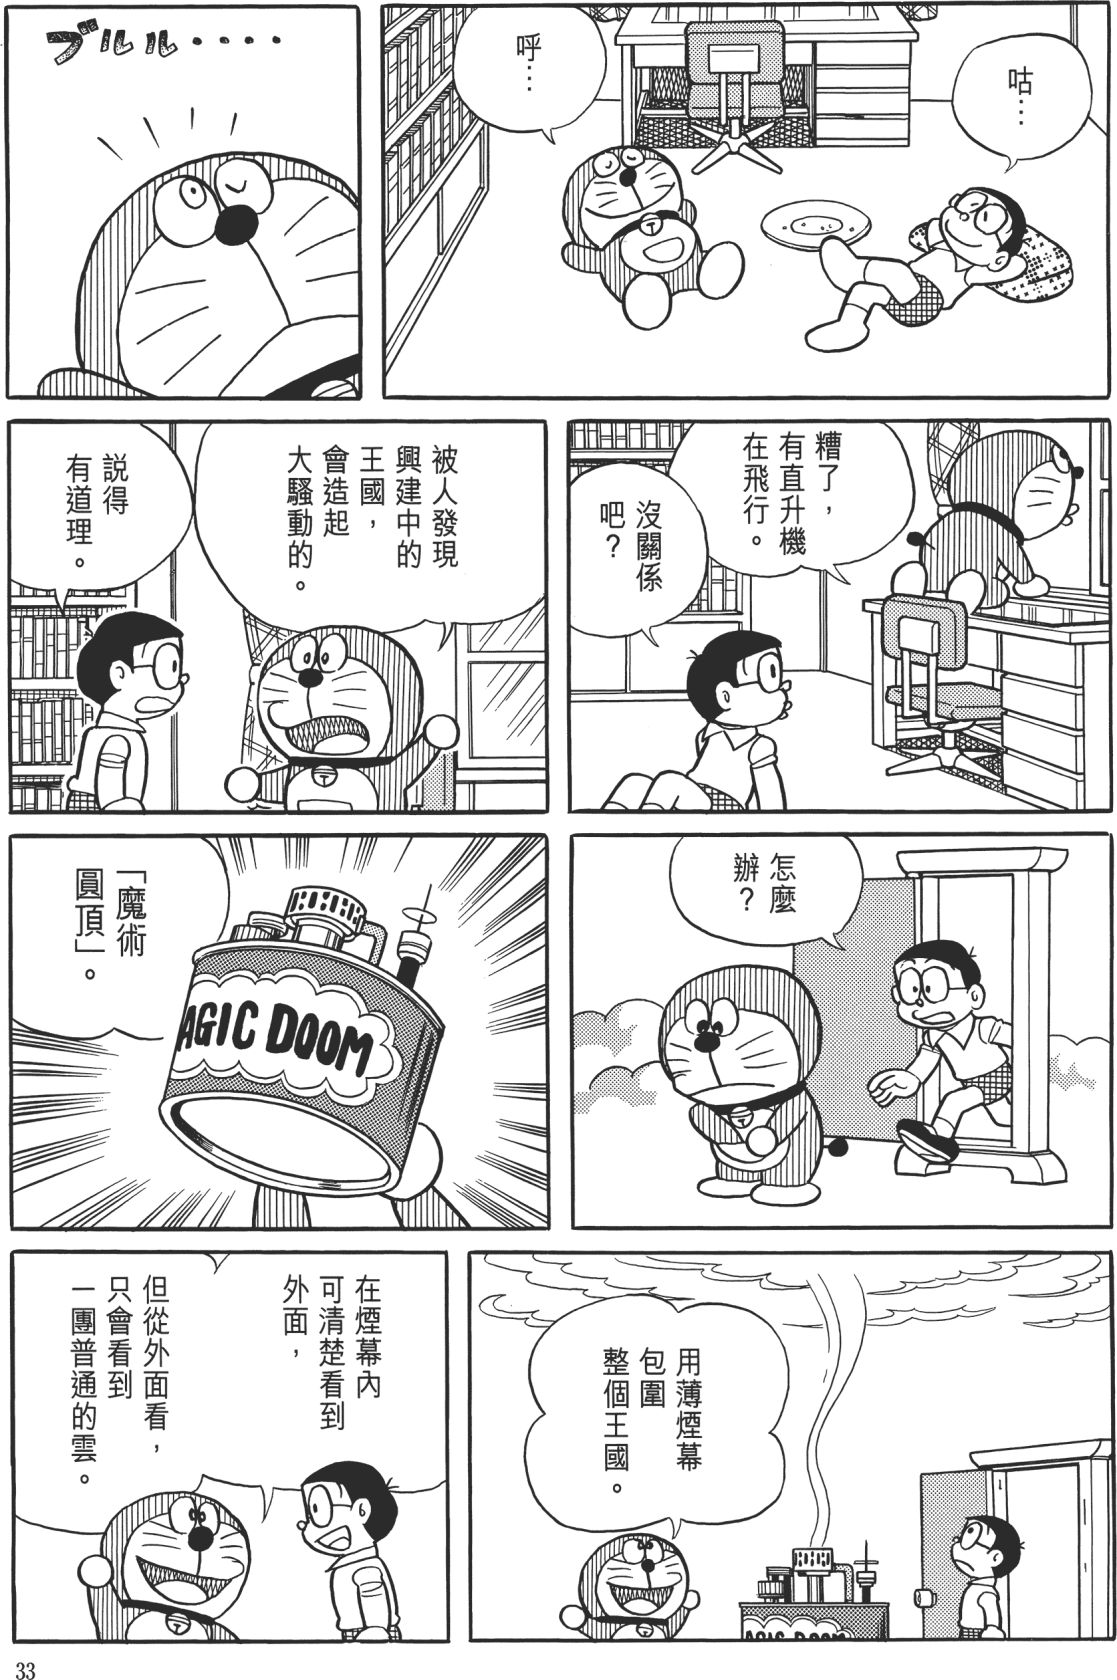 咕…
呼…
ブルル・・・・
糟了，
有直升機
在飛行。
沒關係
吧？
被人發現
興建中的
王國，
會造起
大騷動的。
說得
有道理。
怎麼
辦？
「魔術
圓頂」。
AGIC DOOM
用薄煙幕
包圍
整個王國。
AGIC DOOM
在煙幕內
可清楚看到
外面，
但從外面看，
只會看到
一團普通的雲。
33